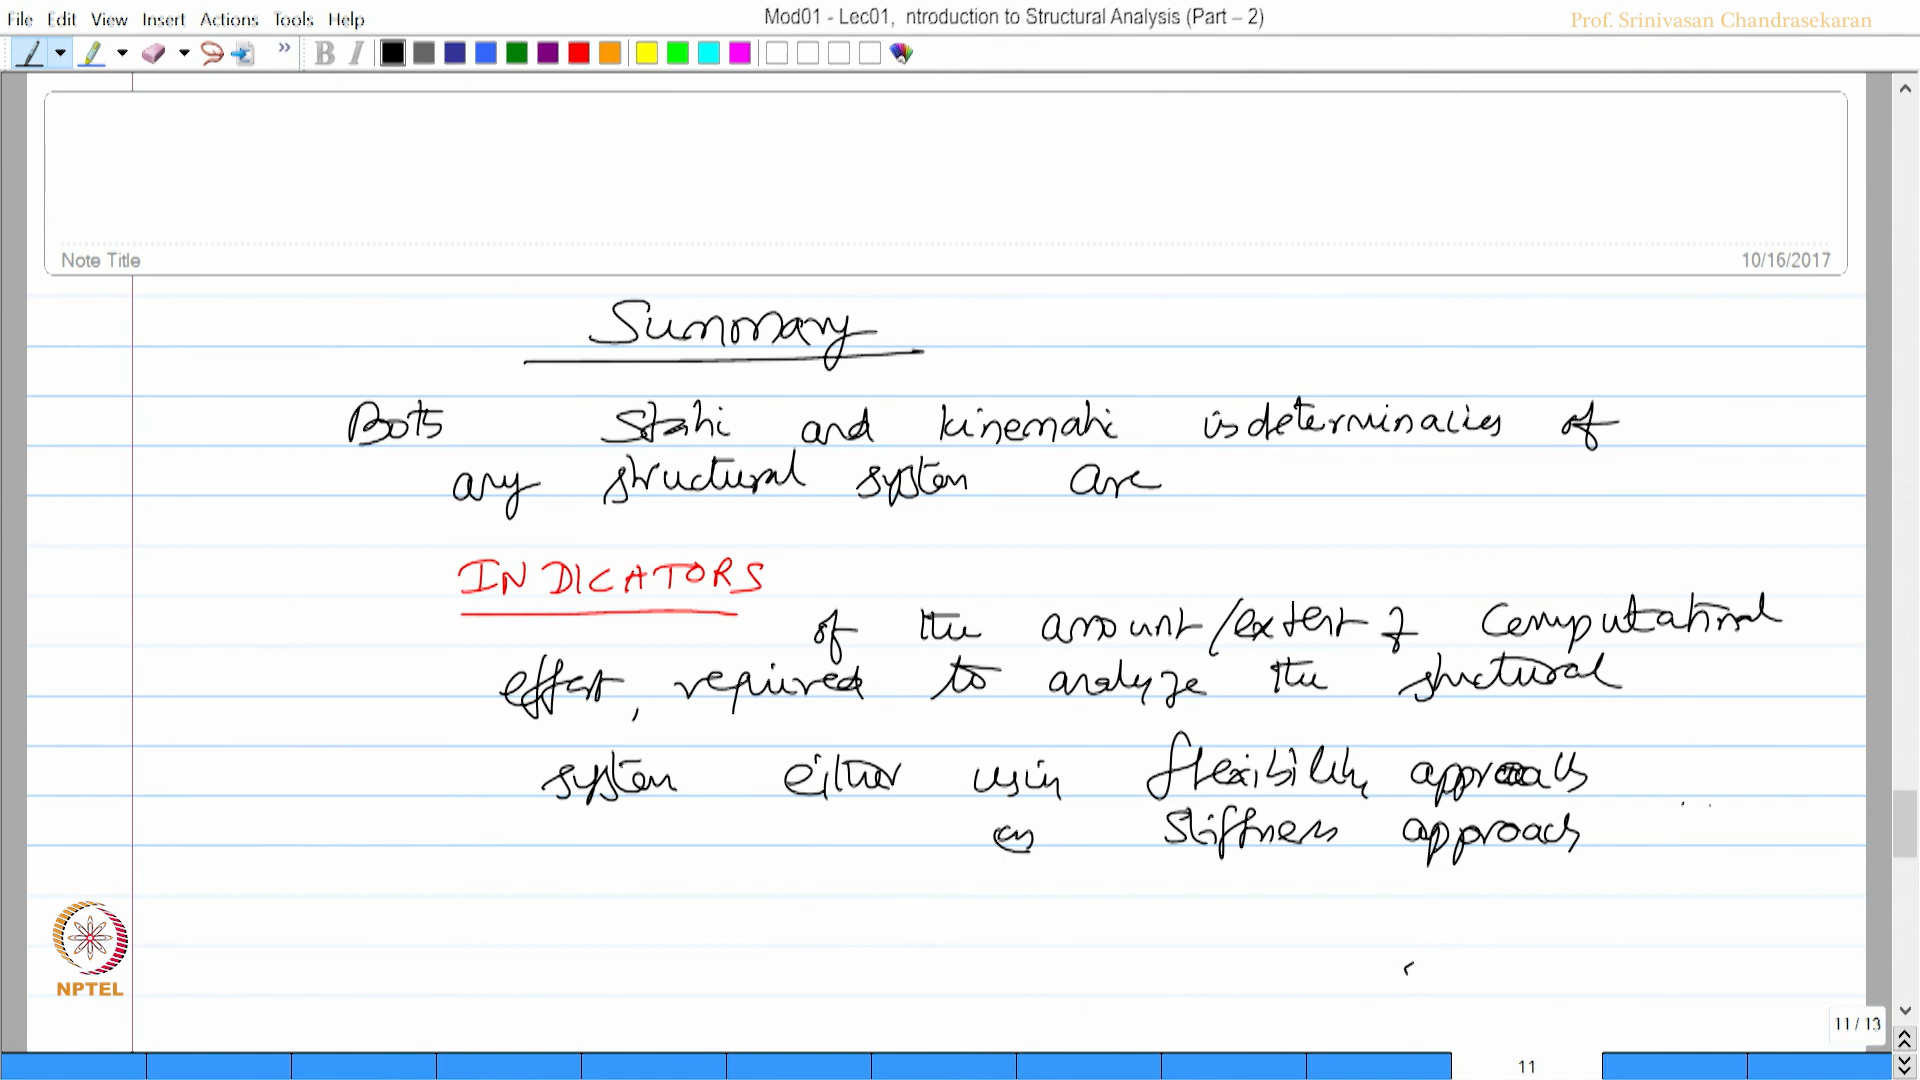 File Edit View Insert Actions Tools Help
Mod01 - Lec01, ntroduction to Structural Analysis (Part – 2)
Prof. Srinivasan Chandrasekaran
B I
Note Title
10/16/2017
Summary
Both static and kinematic indeterminacies of
any structural system are
INDICATORS
of the amount/extent of computational
effort, required to analyze the structural
system either using flexibility approach
or stiffness approach
NPTEL
11 / 13
11